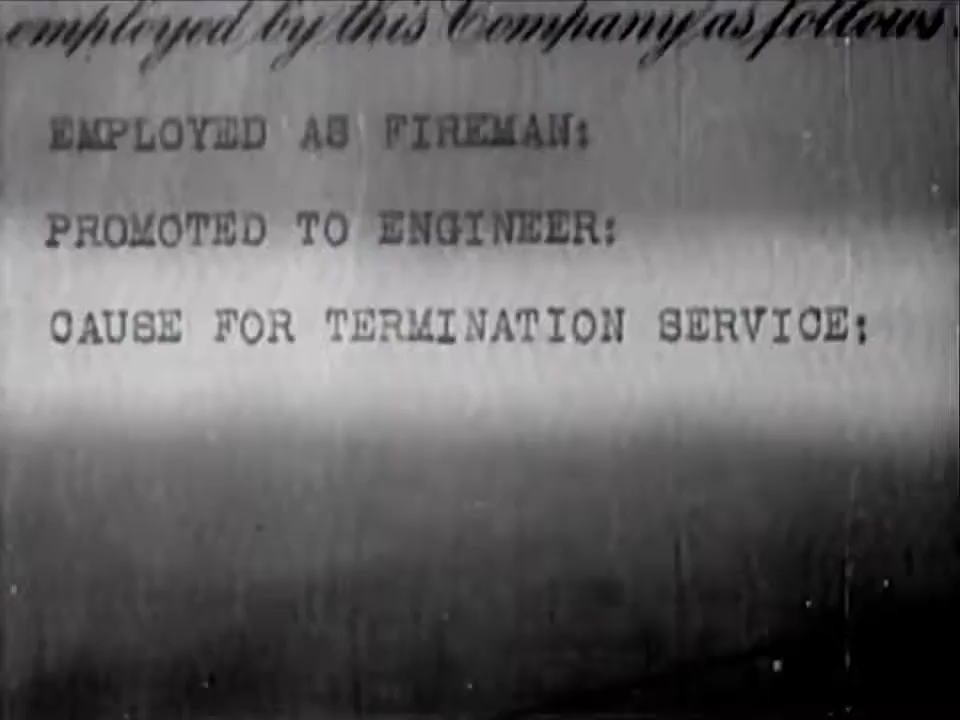 employed by this Company as follows.
EMPLOYED AS FIREMAN:
PROMOTED TO ENGINEER:
CAUSE FOR TERMINATION SERVICE: